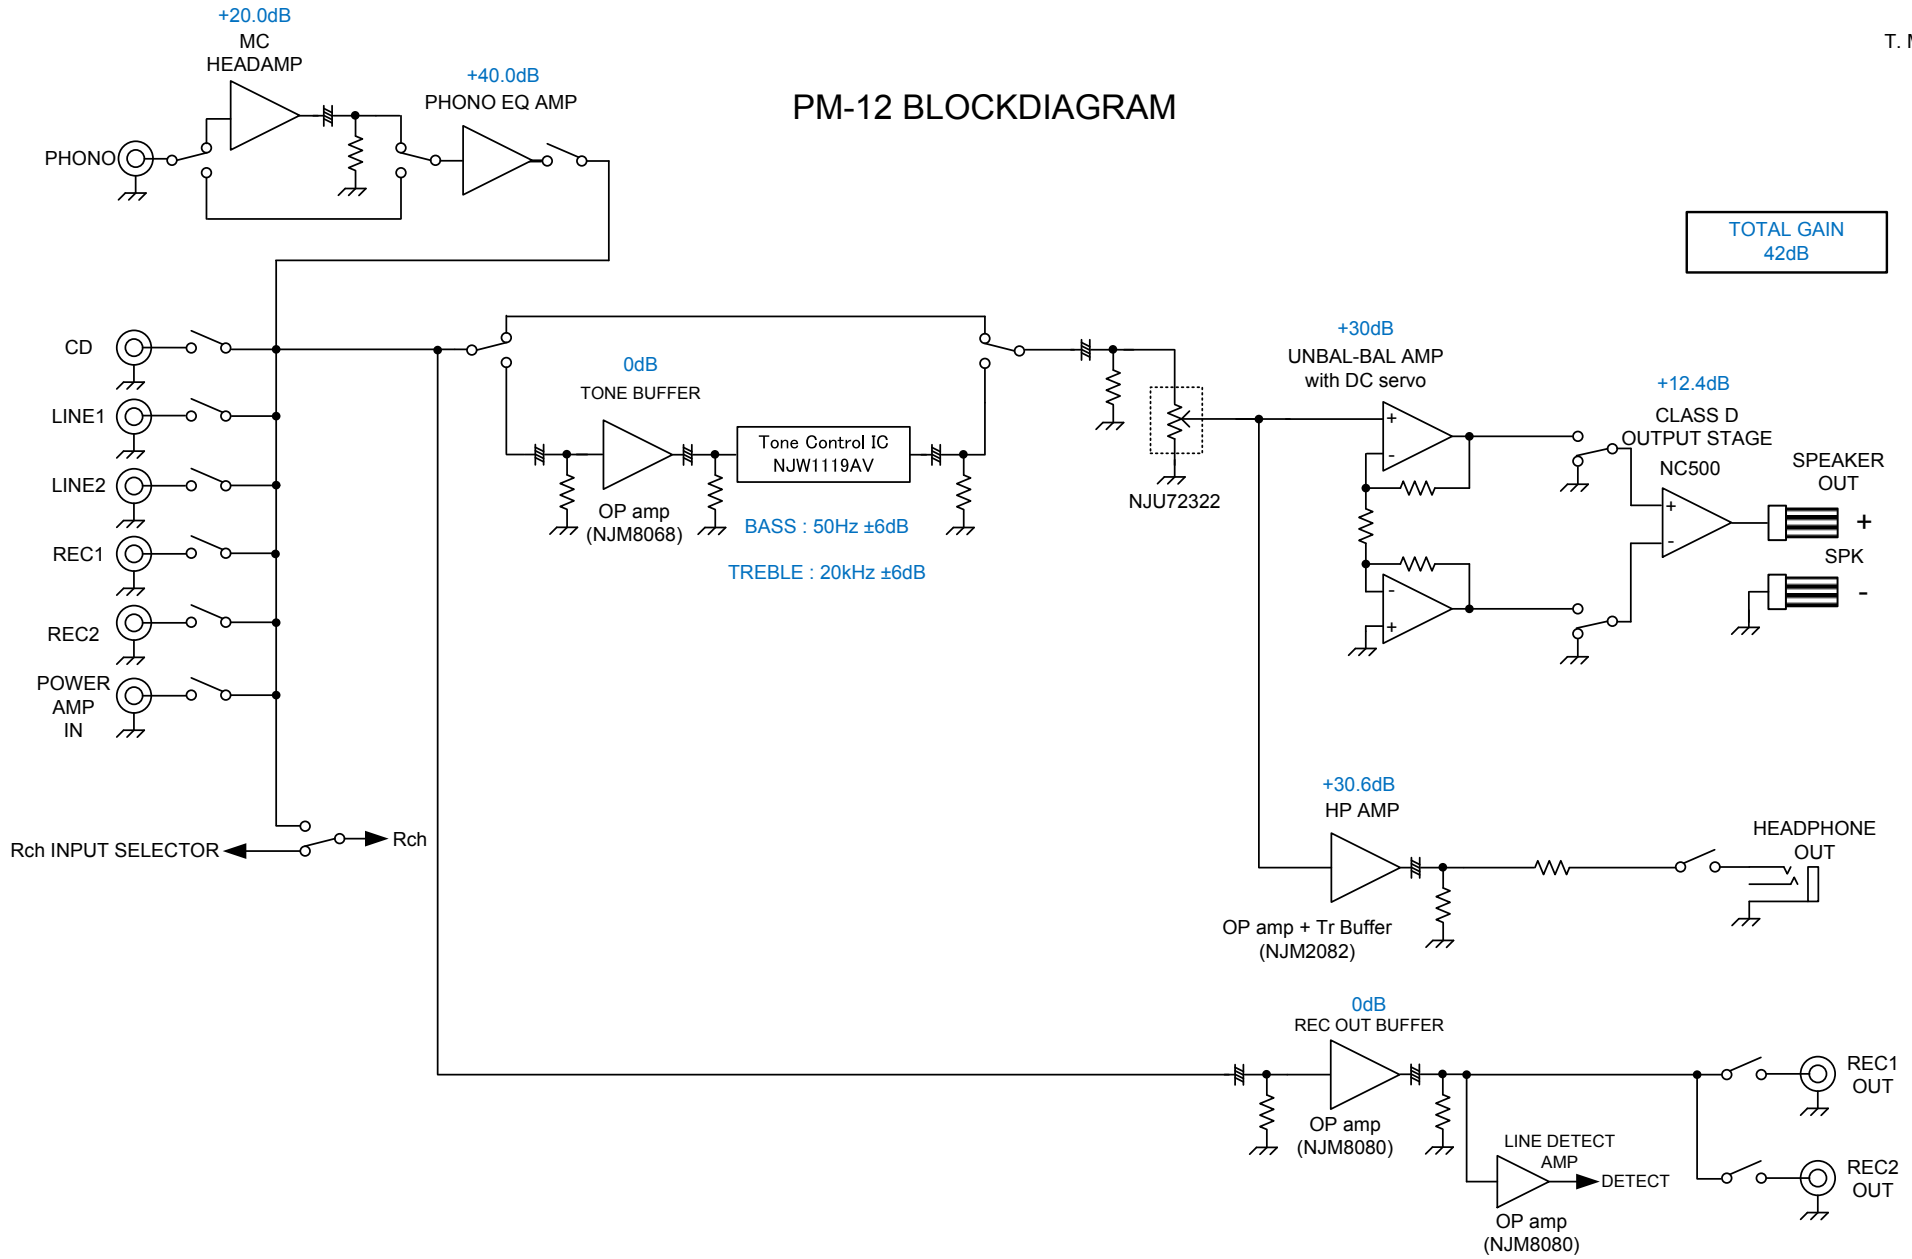 +20.0dB
MC
HEADAMP
+40.0dB
PHONO EQ AMP
PM-12 BLOCKDIAGRAM
T. M
PHONO
TOTAL GAIN
42dB
CD
LINE1
LINE2
REC1
REC2
POWER
AMP
IN
Rch INPUT SELECTOR
Rch
0dB
TONE BUFFER
OP amp
(NJM8068)
Tone Control IC
NJW1119AV
BASS : 50Hz ±6dB
TREBLE : 20kHz ±6dB
NJU72322
+30dB
UNBAL-BAL AMP
with DC servo
+
-
-
+
+12.4dB
CLASS D
OUTPUT STAGE
NC500
+
-
SPEAKER
OUT
+
SPK
-
+30.6dB
HP AMP
OP amp + Tr Buffer
(NJM2082)
HEADPHONE
OUT
0dB
REC OUT BUFFER
OP amp
(NJM8080)
LINE DETECT
AMP
DETECT
OP amp
(NJM8080)
REC1
OUT
REC2
OUT